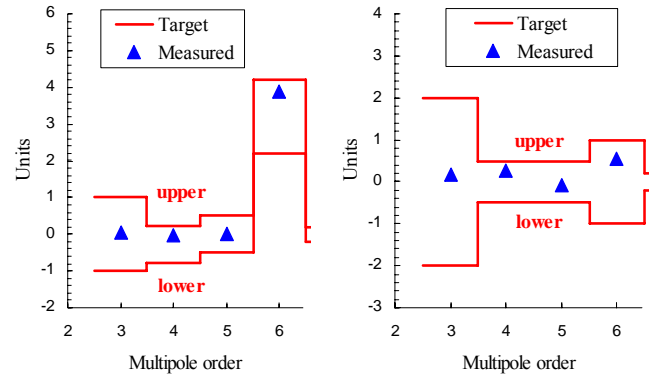 Target
Measured
6
5
4
3
2
1
0
-1
-2
Units
upper
lower
2
3
4
5
6
Multipole order
Target
Measured
4
3
2
1
0
-1
-2
-3
Units
upper
lower
2
3
4
5
6
Multipole order